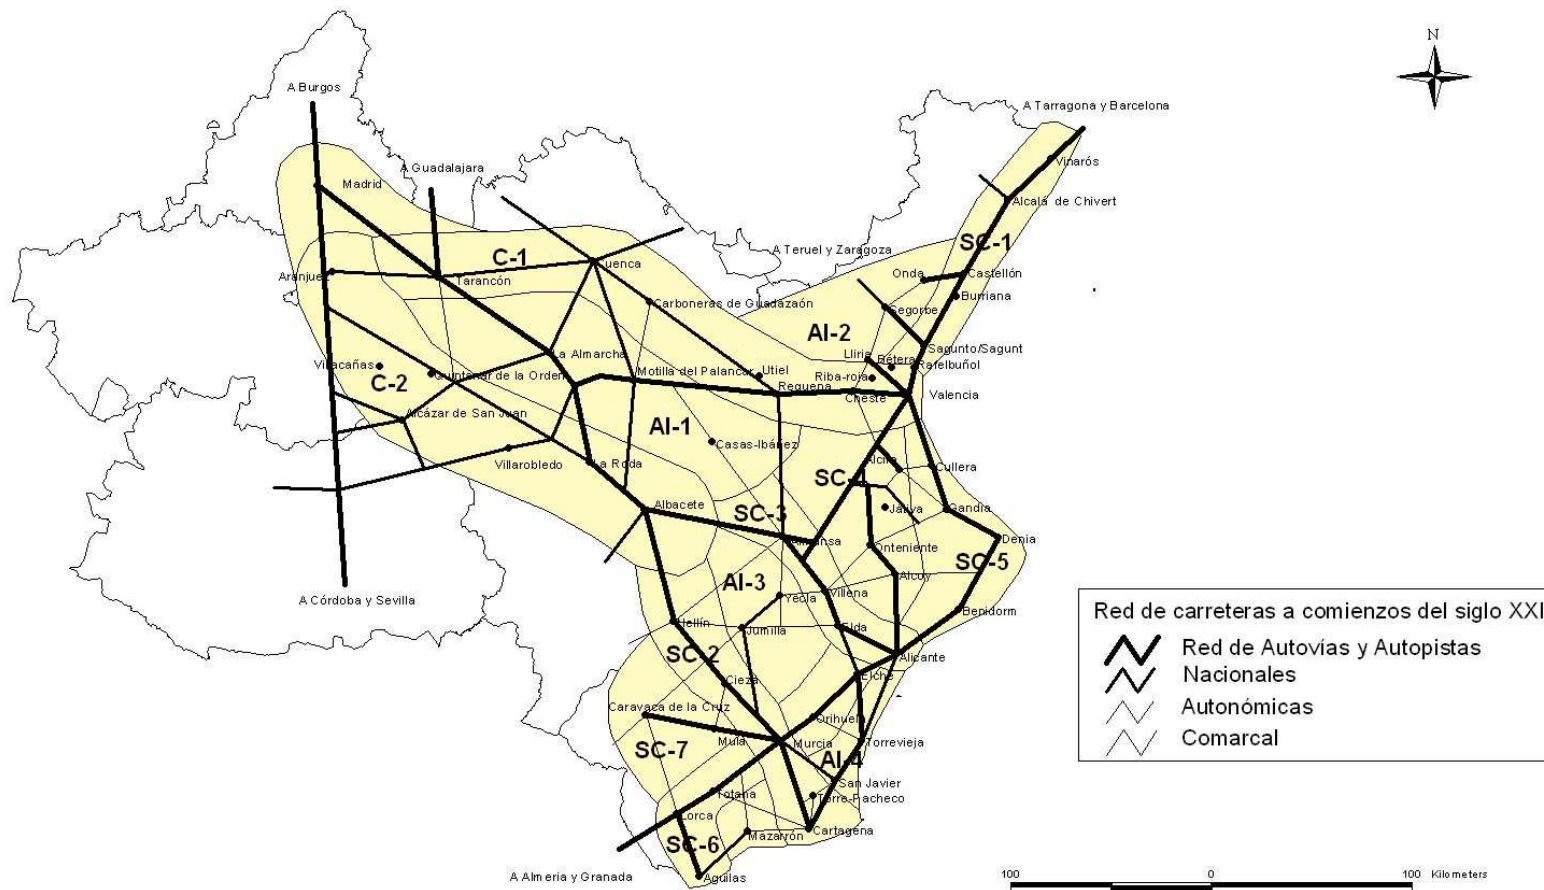 N
A Burgos
A Tarragona y Barcelona
A Guadalajara
Vinarós
Madrid
Alcalá de Chivert
SC-1
A Teruel y Zaragoza
C-1
Cuenca
Aranjuez
Tarancón
Onda
Castellón
Burriana
Carboneras de Guadazaón
Segorbe
AI-2
Sagunto/Sagunt
La Almarcha
Lliria
Bétera
Rafelbuñol
Villacañas
C-2
Quintanar de la Orden
Motilla del Palancar
Utiel
Riba-roja
Requena
Cheste
Valencia
Alcázar de San Juan
AI-1
Casas-Ibáñez
Villarobledo
La Roda
Alcira
Cullera
SC-4
Albacete
SC-3
Játiva
Gandía
Almansa
Onteniente
Denia
SC-5
AI-3
Alcoy
A Córdoba y Sevilla
Yecla
Villena
Benidorm
Hellín
Jumilla
Elda
SC-2
Alicante
Cieza
Elche
Caravaca de la Cruz
Orihuela
Mula
Murcia
Torrevieja
SC-7
AI-4
San Javier
Totana
Torre-Pacheco
Lorca
Mazarrón
Cartagena
SC-6
A Almeria y Granada
Aguilas
Red de carreteras a comienzos del siglo XXI
Red de Autovías y Autopistas
Nacionales
Autonómicas
Comarcal
100 0 100 Kilometers